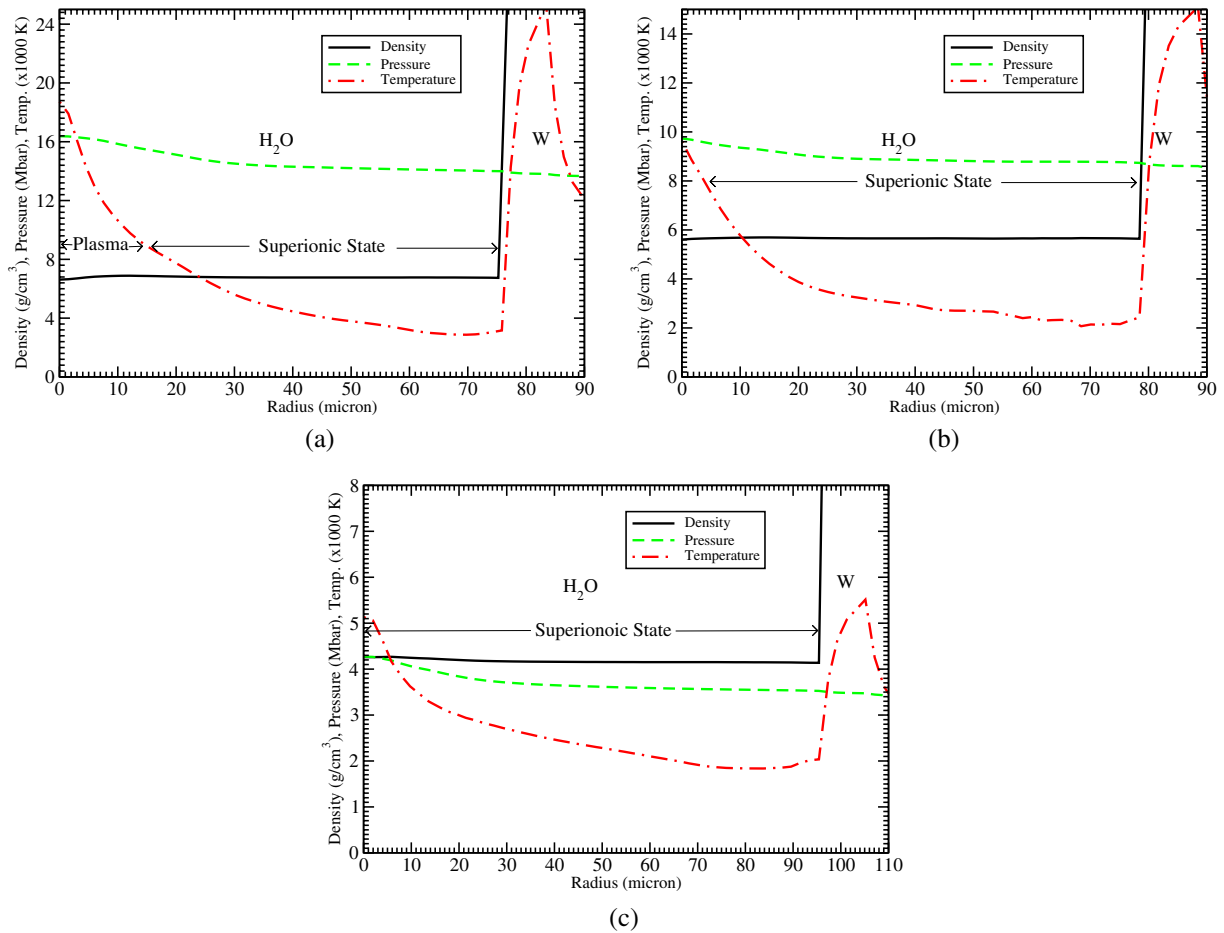 Density (g/cm³), Pressure (Mbar), Temp. (x1000 K)
24
20
16
12
8
4
0
Density
Pressure
Temperature
H₂O
W
Plasma
Superionic State
0 10 20 30 40 50 60 70 80 90
Radius (micron)
(a)
Density (g/cm³), Pressure (Mbar), Temp. (x1000 K)
14
12
10
8
6
4
2
0
Density
Pressure
Temperature
H₂O
W
Superionic State
0 10 20 30 40 50 60 70 80 90
Radius (micron)
(b)
Density (g/cm³), Pressure (Mbar), Temp. (x1000 K)
8
7
6
5
4
3
2
1
0
Density
Pressure
Temperature
H₂O
W
Superionoic State
0 10 20 30 40 50 60 70 80 90 100 110
Radius (micron)
(c)